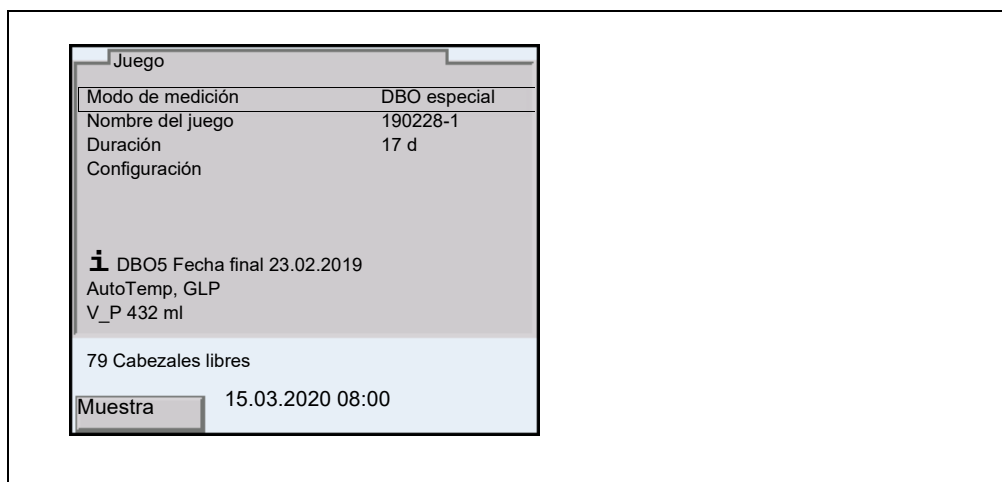 Juego
Modo de medición DBO especial
Nombre del juego 190228-1
Duración 17 d
Configuración
i DBO5 Fecha final 23.02.2019
AutoTemp, GLP
V_P 432 ml
79 Cabezales libres
Muestra 15.03.2020 08:00